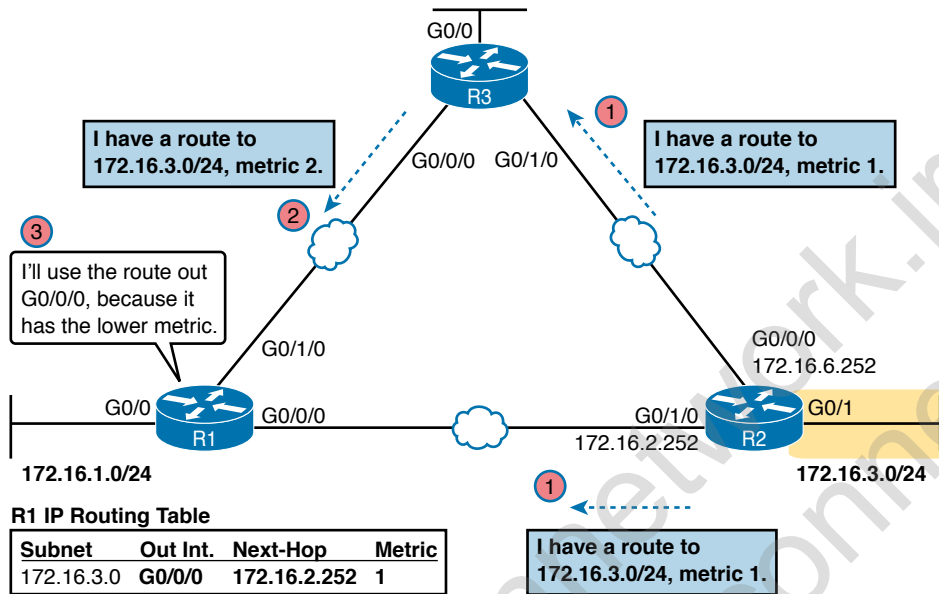 G0/0
R3
1
I have a route to
172.16.3.0/24, metric 2.
G0/0/0
G0/1/0
I have a route to
172.16.3.0/24, metric 1.
2
3
I'll use the route out
G0/0/0, because it
has the lower metric.
G0/1/0
G0/0/0
172.16.6.252
G0/0
R1
G0/0/0
G0/1/0
172.16.2.252
R2
G0/1
172.16.1.0/24
172.16.3.0/24
1
I have a route to
172.16.3.0/24, metric 1.
R1 IP Routing Table
Subnet Out Int. Next-Hop Metric
172.16.3.0 G0/0/0 172.16.2.252 1